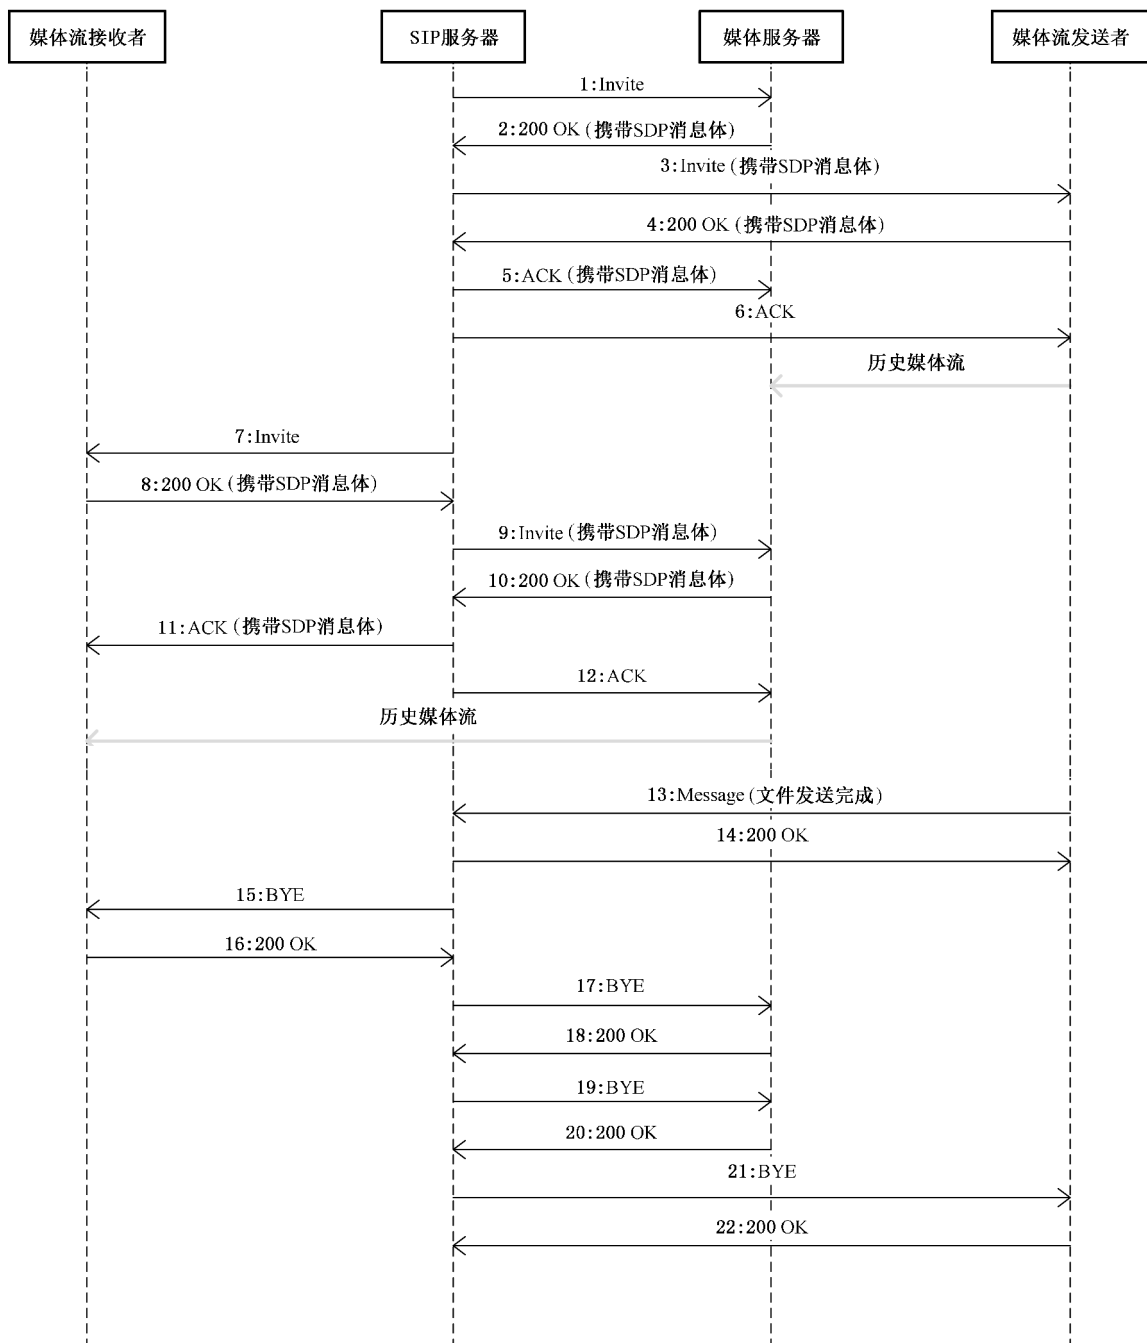 媒体流接收者
SIP服务器
媒体服务器
媒体流发送者
1:Invite
2:200 OK(携带SDP消息体)
3:Invite(携带SDP消息体)
4:200 OK(携带SDP消息体)
5:ACK(携带SDP消息体)
6:ACK
历史媒体流
7:Invite
8:200 OK(携带SDP消息体)
9:Invite(携带SDP消息体)
10:200 OK(携带SDP消息体)
11:ACK(携带SDP消息体)
12:ACK
历史媒体流
13:Message(文件发送完成)
14:200 OK
15:BYE
16:200 OK
17:BYE
18:200 OK
19:BYE
20:200 OK
21:BYE
22:200 OK